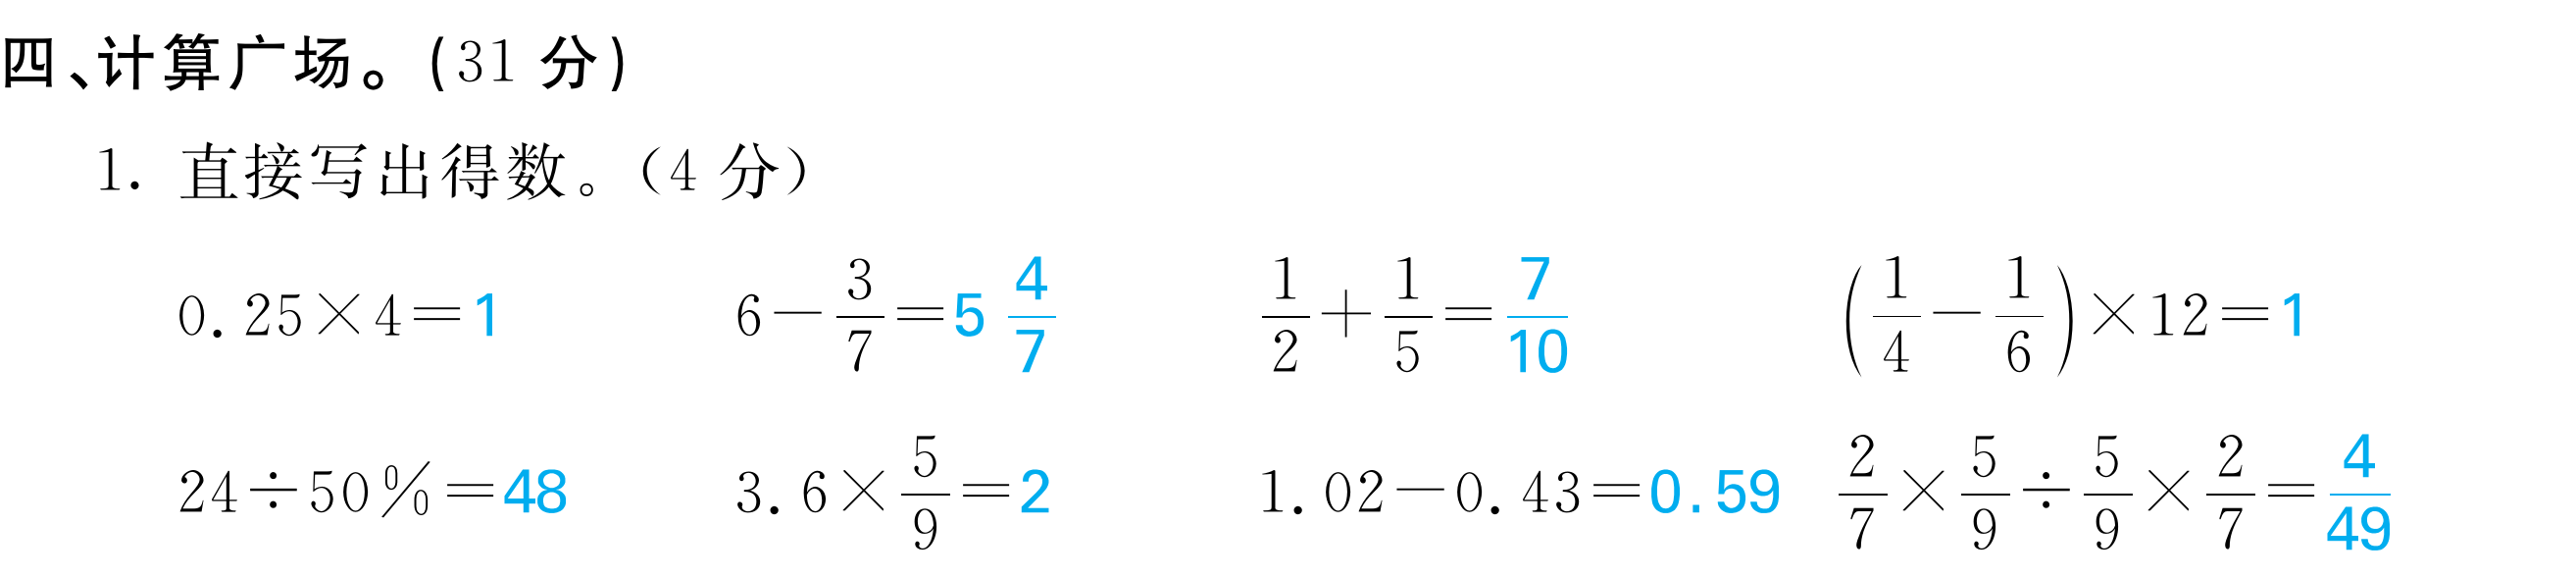 四、计算广场。(31 分)
1. 直接写出得数。(4 分)
0.25×4=1 6-3/7=5 4/7 1/2+1/5=7/10 (1/4-1/6)×12=1
24÷50%=48 3.6×5/9=2 1.02-0.43=0.59 2/7×5/9÷5/9×2/7=4/49